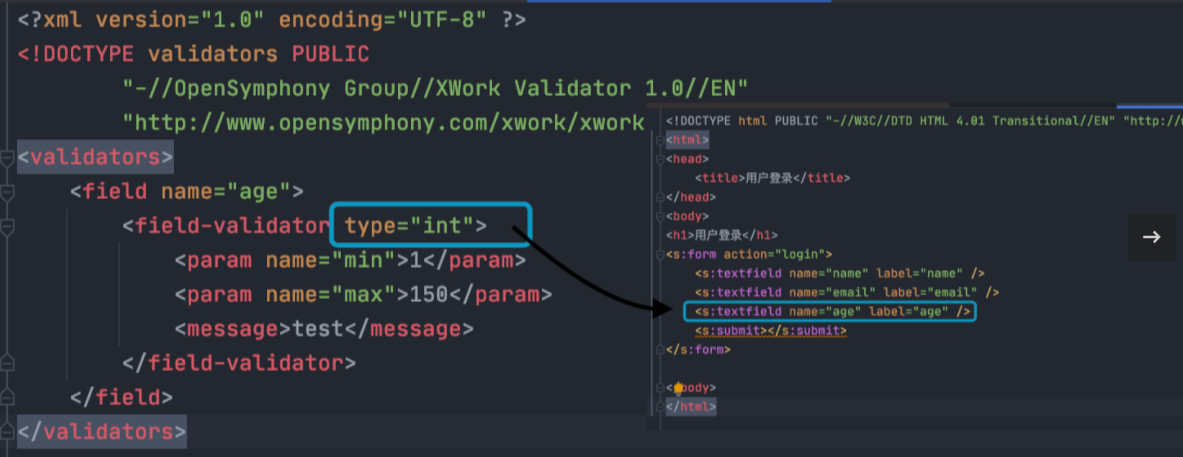 <?xml version="1.0" encoding="UTF-8" ?>
<!DOCTYPE validators PUBLIC
"-//OpenSymphony Group//XWork Validator 1.0//EN"
"http://www.opensymphony.com/xwork/xwork
<validators>
<field name="age">
<field-validator type="int">
<param name="min">1</param>
<param name="max">150</param>
<message>test</message>
</field-validator>
</field>
</validators>
<!DOCTYPE html PUBLIC "-//W3C//DTD HTML 4.01 Transitional//EN" "http://w
<html>
<head>
<title>用户登录</title>
</head>
<body>
<h1>用户登录</h1>
<s:form action="login">
<s:textfield name="name" label="name" />
<s:textfield name="email" label="email" />
<s:textfield name="age" label="age" />
<s:submit></s:submit>
</s:form>
</body>
</html>